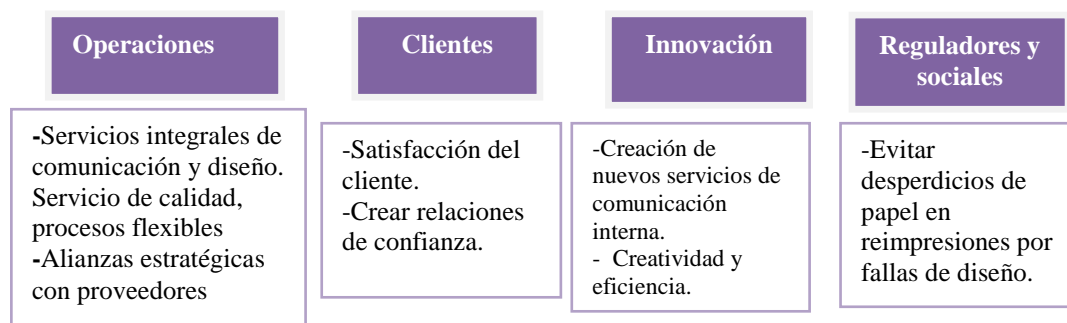 Operaciones
-Servicios integrales de
comunicación y diseño.
Servicio de calidad,
procesos flexibles
-Alianzas estratégicas
con proveedores
Clientes
-Satisfacción del
cliente.
-Crear relaciones
de confianza.
Innovación
-Creación de
nuevos servicios de
comunicación
interna.
- Creatividad y
eficiencia.
Reguladores y
sociales
-Evitar
desperdicios de
papel en
reimpresiones por
fallas de diseño.